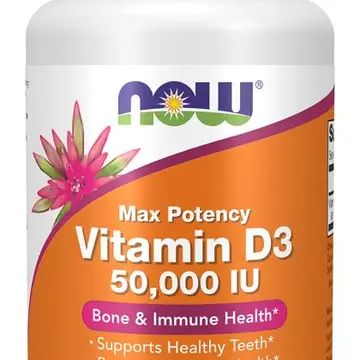 NOW®
Max Potency
Vitamin D3
50,000 IU
Bone & Immune Health*
• Supports Healthy Teeth*